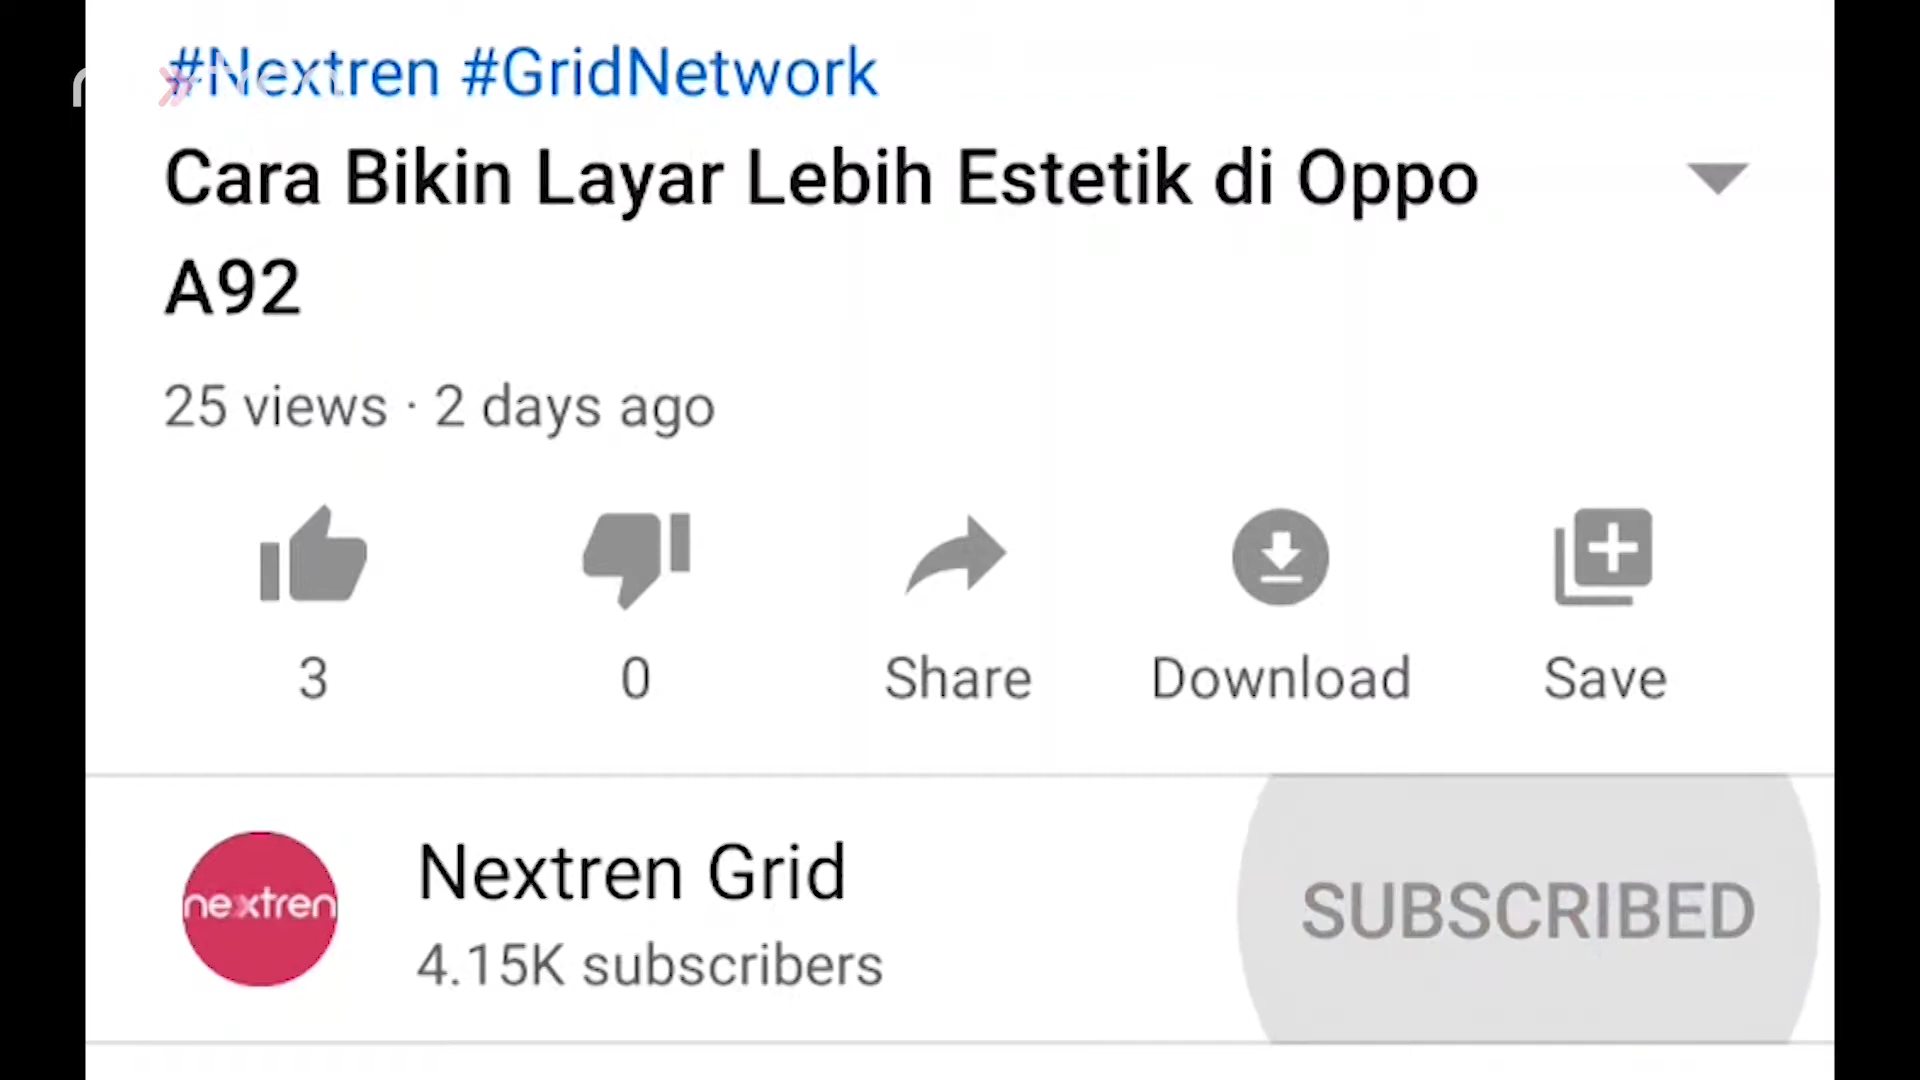 #Nextren #GridNetwork
nextren
Cara Bikin Layar Lebih Estetik di Oppo
A92
25 views · 2 days ago
3 0 Share Download Save
Nextren Grid
nextren
SUBSCRIBED
4.15K subscribers